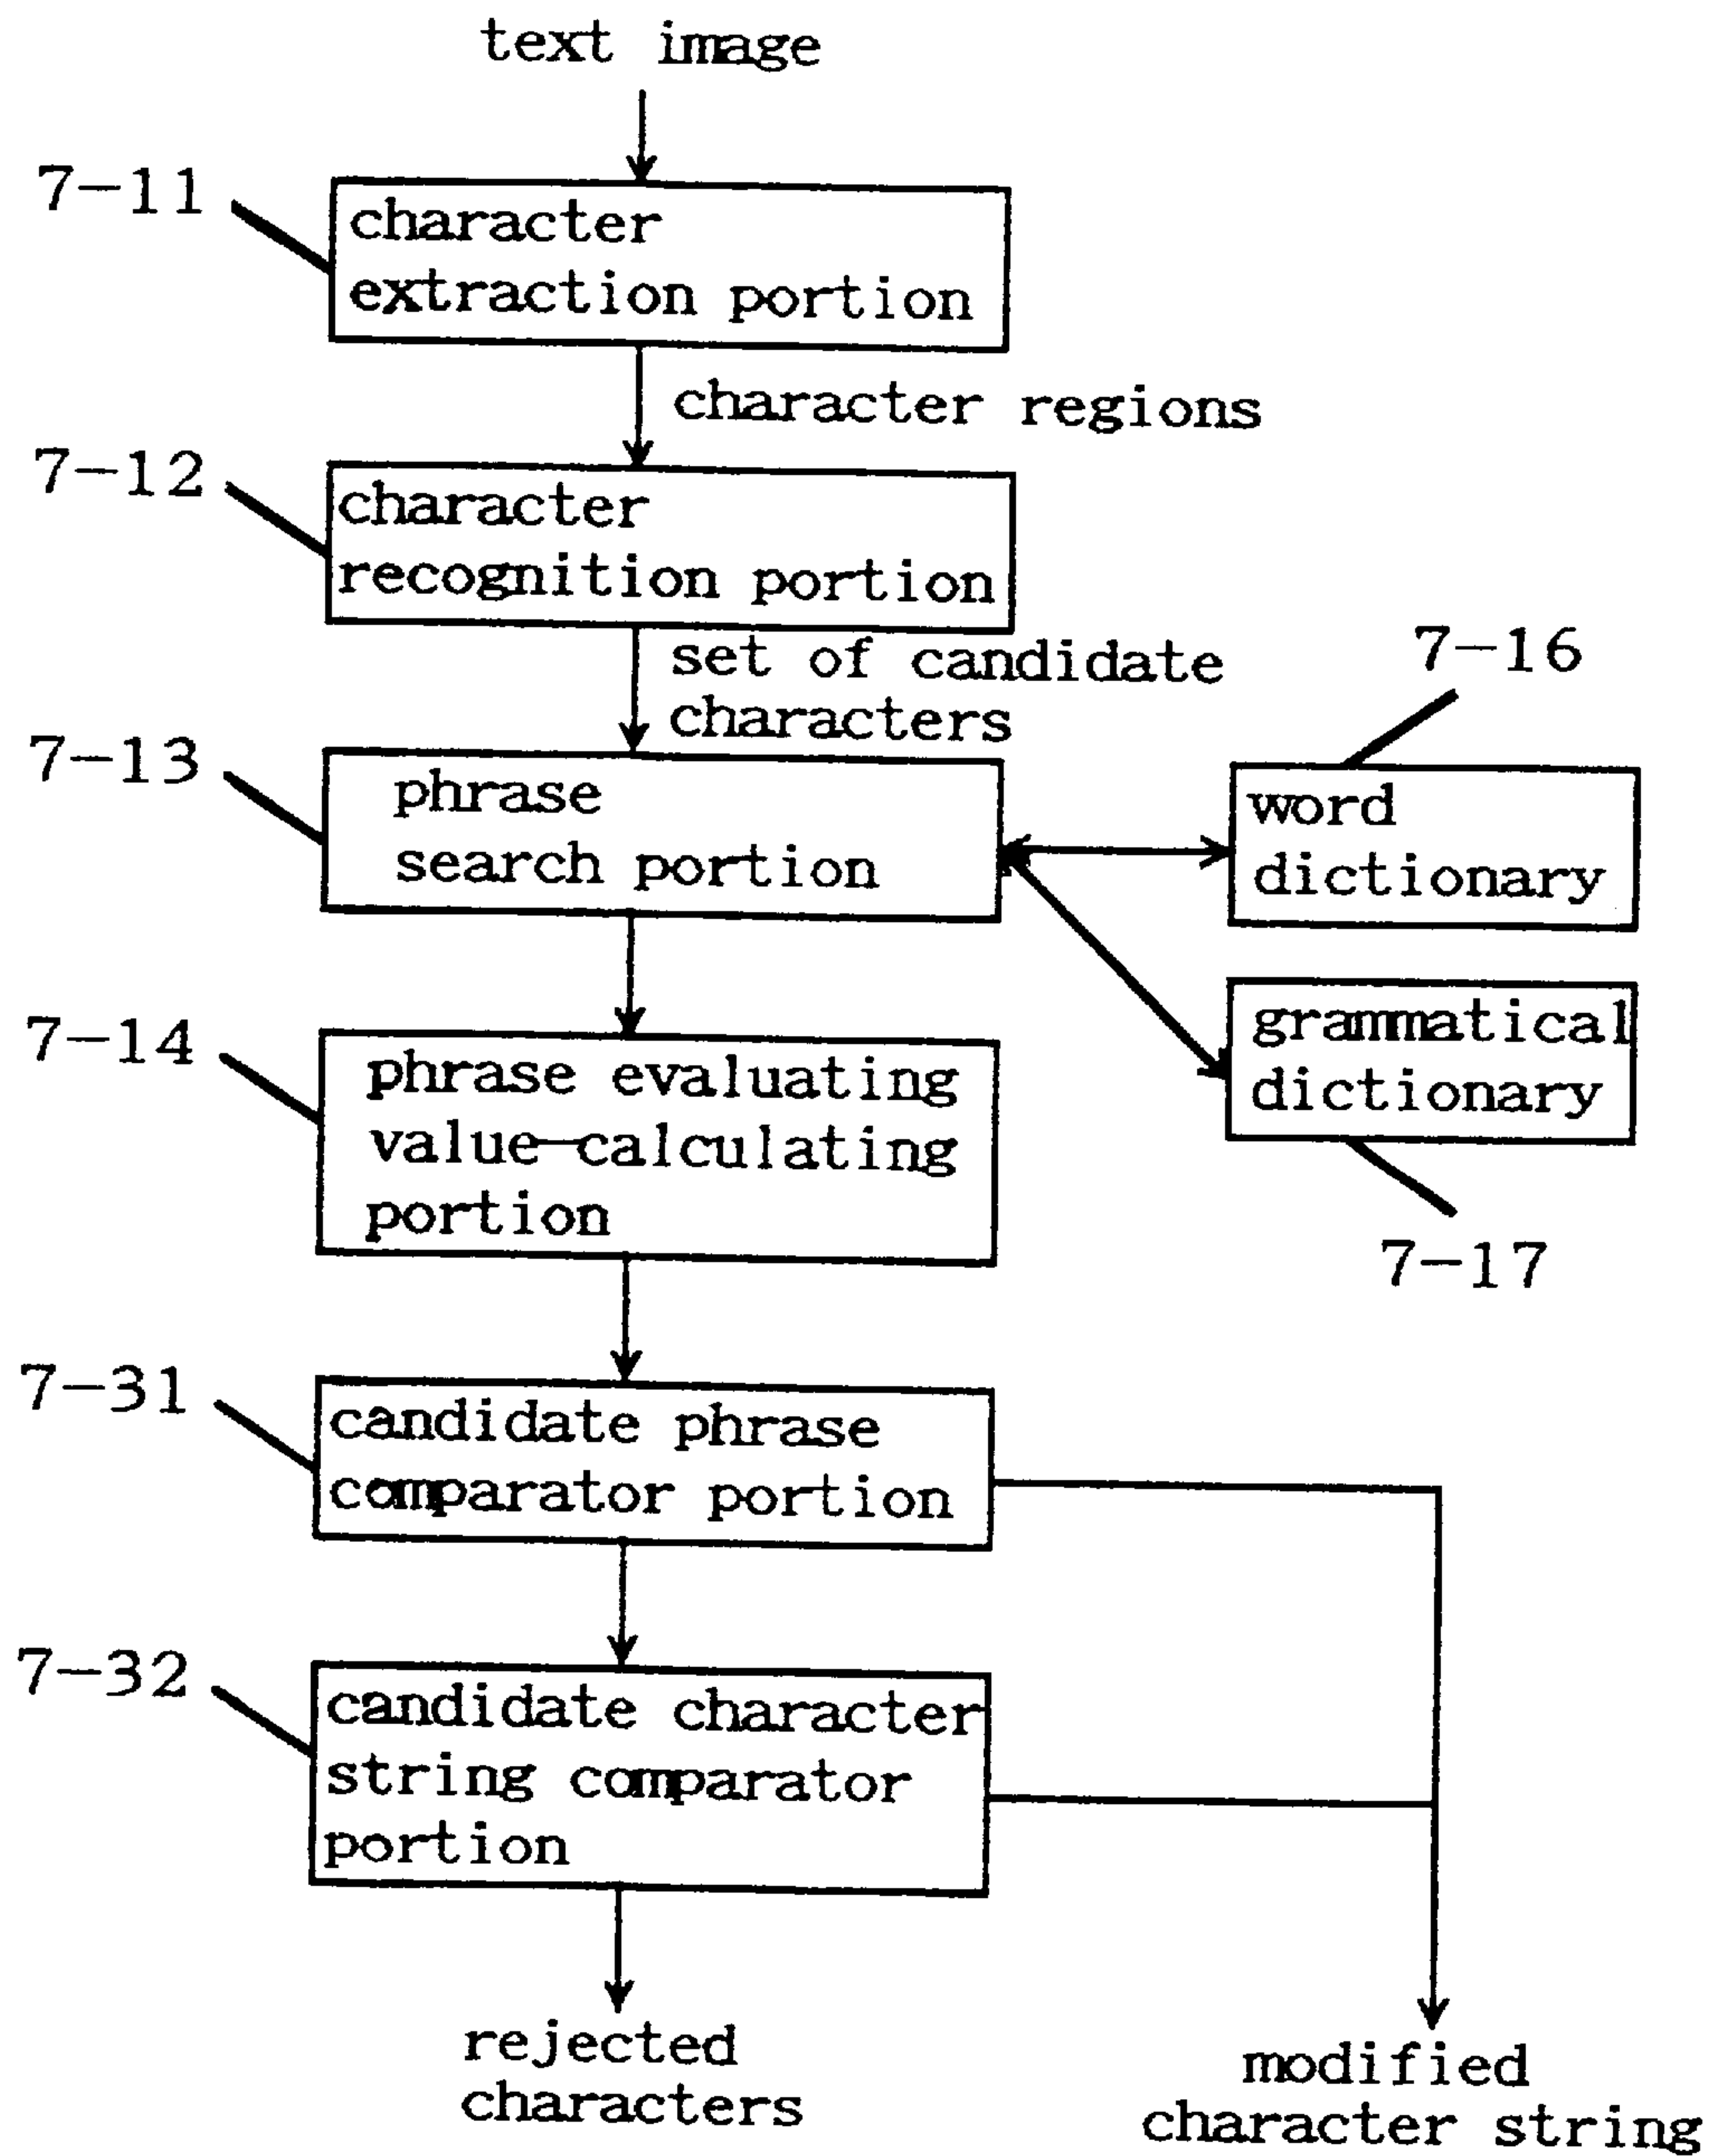 text image
7-11
character
extraction portion
character regions
7-12
character
recognition portion
set of candidate
characters
7-16
7-13
phrase
search portion
word
dictionary
grammatical
dictionary
7-17
7-14
phrase evaluating
value-calculating
portion
7-31
candidate phrase
comparator portion
7-32
candidate character
string comparator
portion
rejected
characters
modified
character string